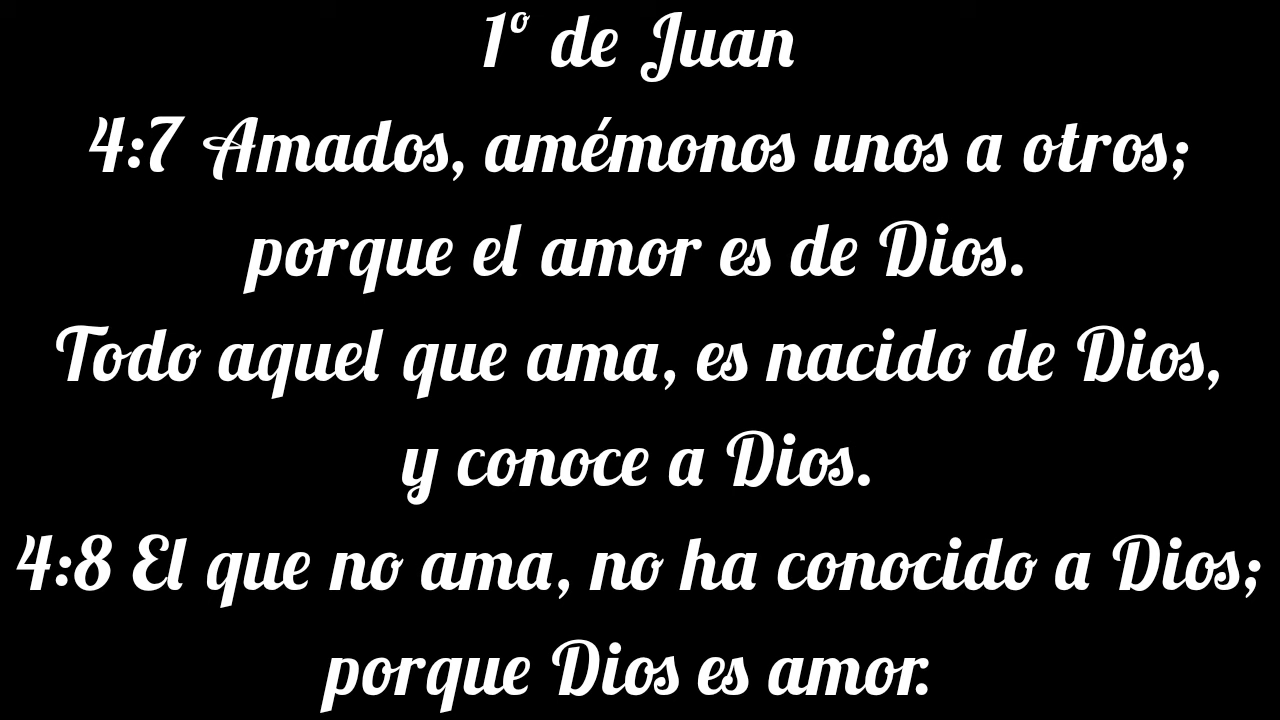 1º de Juan
4:7 Amados, amémonos unos a otros;
porque el amor es de Dios.
Todo aquel que ama, es nacido de Dios,
y conoce a Dios.
4:8 El que no ama, no ha conocido a Dios;
porque Dios es amor.